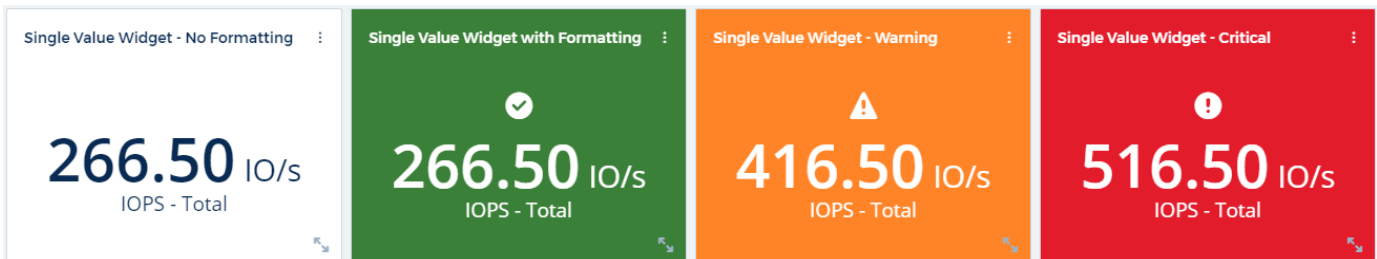 Single Value Widget - No Formatting
266.50 IO/s
IOPS - Total
Single Value Widget with Formatting
266.50 IO/s
IOPS - Total
Single Value Widget - Warning
416.50 IO/s
IOPS - Total
Single Value Widget - Critical
516.50 IO/s
IOPS - Total